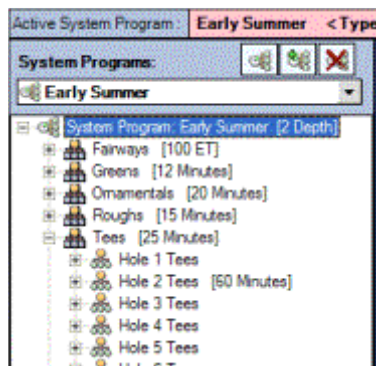 Active System Program : Early Summer <Type
System Programs:
Early Summer
System Program: Early Summer [2 Depth]
Fairways [100 ET]
Greens [12 Minutes]
Ornamentals [20 Minutes]
Roughs [15 Minutes]
Tees [25 Minutes]
Hole 1 Tees
Hole 2 Tees [60 Minutes]
Hole 3 Tees
Hole 4 Tees
Hole 5 Tees